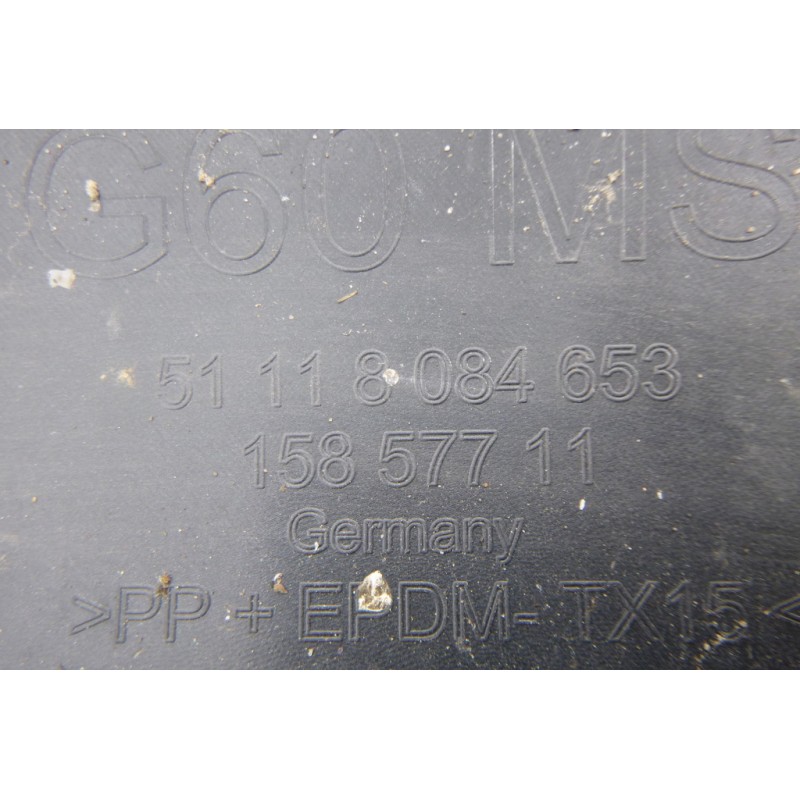 G60 MS
51 11 8 084 653
158 577 11
Germany
>PP + EPDM- TX15<